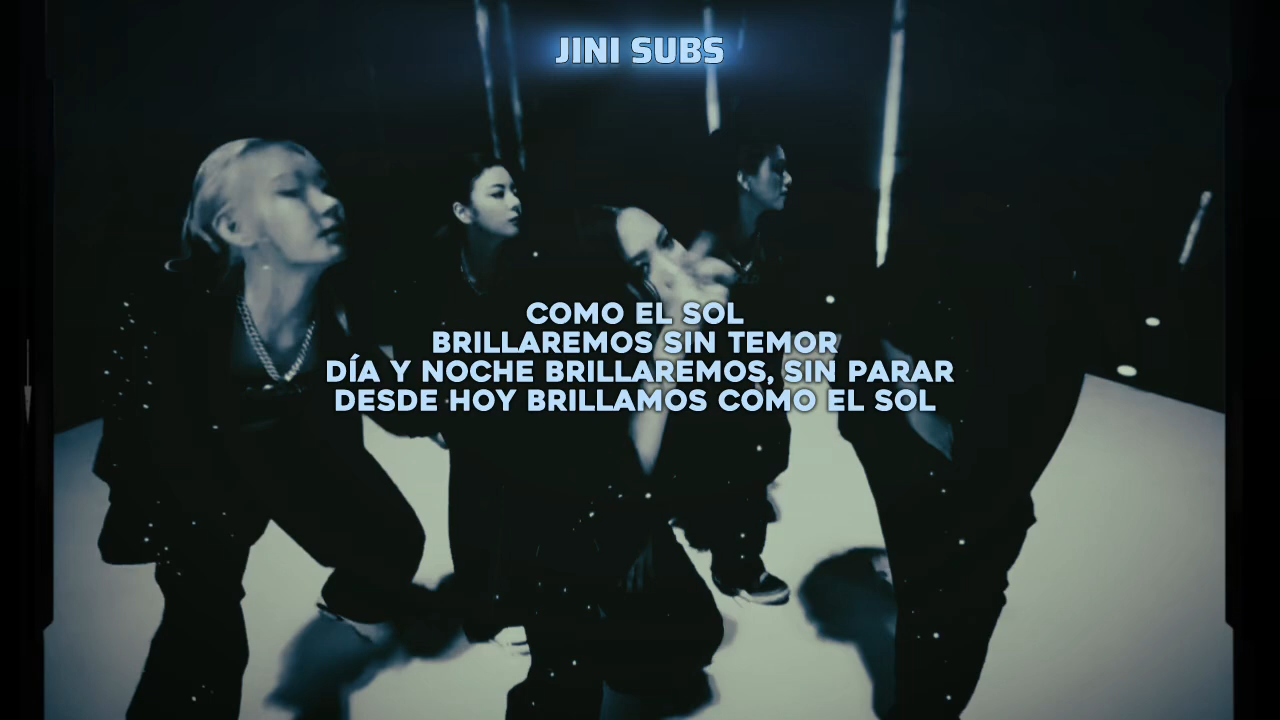 JINI SUBS
COMO EL SOL
BRILLAREMOS SIN TEMOR
DÍA Y NOCHE BRILLAREMOS, SIN PARAR
DESDE HOY BRILLAMOS COMO EL SOL